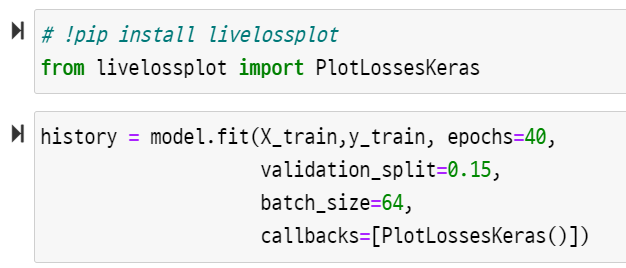 # !pip install livelossplot
from livelossplot import PlotLossesKeras
history = model.fit(X_train,y_train, epochs=40,
validation_split=0.15,
batch_size=64,
callbacks=[PlotLossesKeras()])